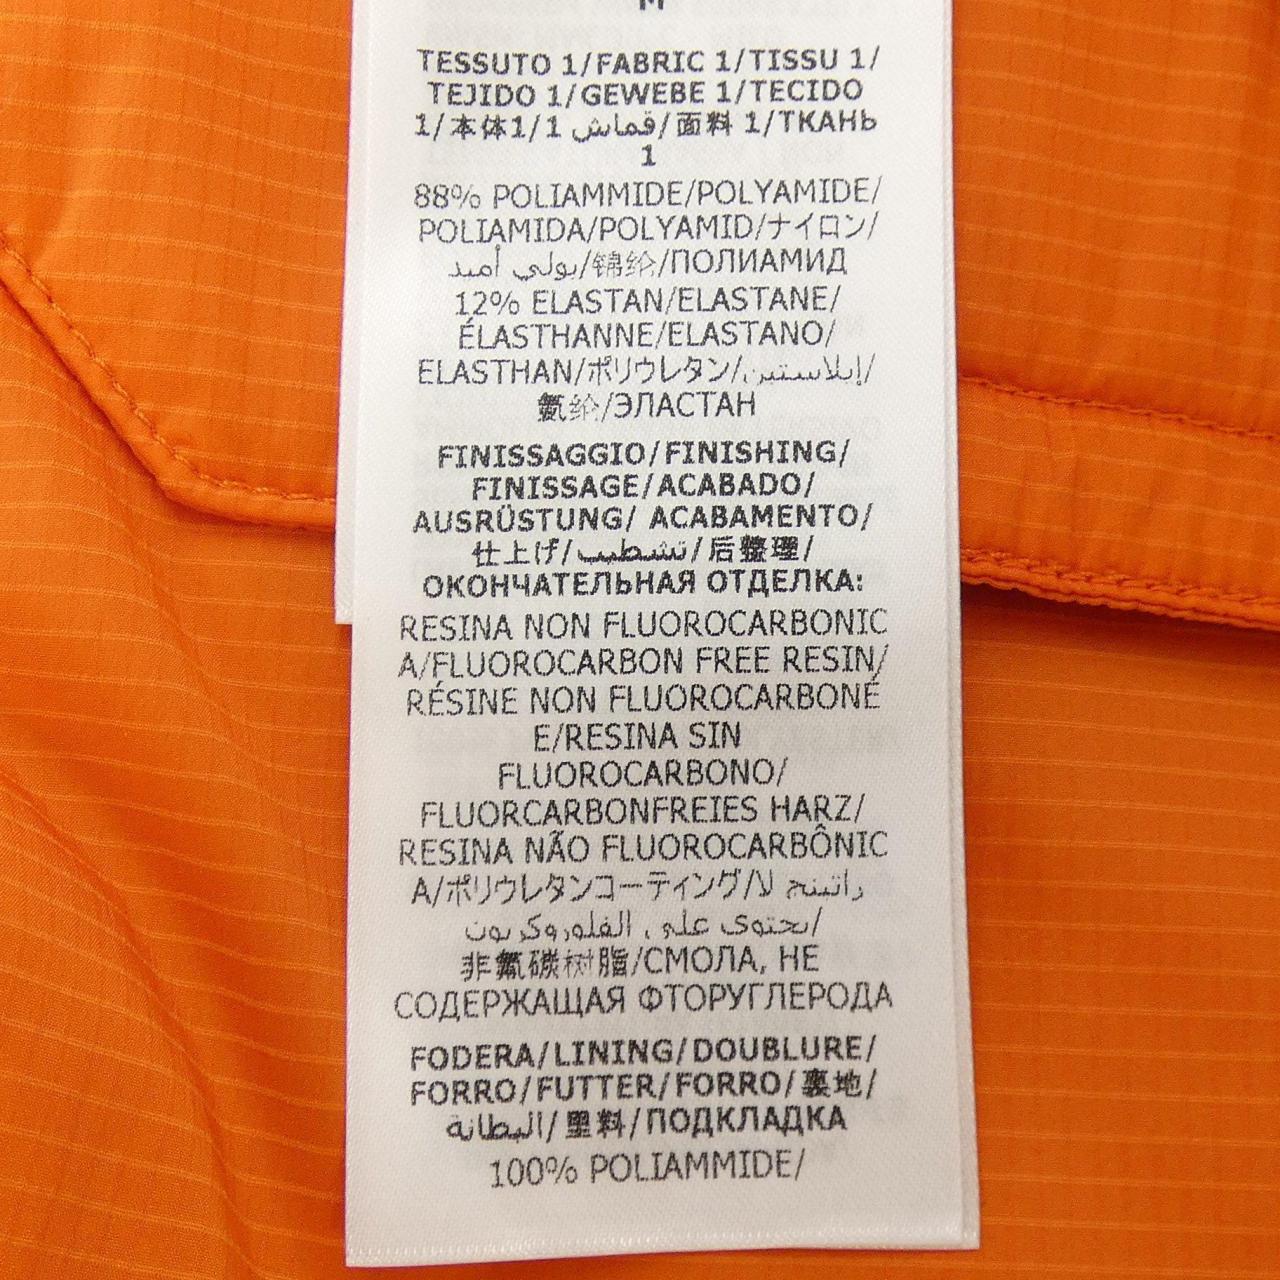 M
TESSUTO 1/FABRIC 1/TISSU 1/
TEJIDO 1/GEWEBE 1/TECIDO
1/本体1/1 قماش/面料 1/ТКАНЬ
1
88% POLIAMMIDE/POLYAMIDE/
POLIAMIDA/POLYAMID/ナイロン/
بولي أميد/锦纶/ПОЛИАМИД
12% ELASTAN/ELASTANE/
ÉLASTHANNE/ELASTANO/
ELASTHAN/ポリウレタン/إيلاستين/
氨纶/ЭЛАСТАН
FINISSAGGIO/FINISHING/
FINISSAGE/ACABADO/
AUSRÜSTUNG/ ACABAMENTO/
仕上げ/تشطيب/后整理/
ОКОНЧАТЕЛЬНАЯ ОТДЕЛКА:
RESINA NON FLUOROCARBONIC
A/FLUOROCARBON FREE RESIN/
RÉSINE NON FLUOROCARBONÉ
E/RESINA SIN
FLUOROCARBONO/
FLUORCARBONFREIES HARZ/
RESINA NÃO FLUOROCARBÔNIC
A/ポリウレタンコーティング/راتينج لا
يحتوي على الفلوروكربون/
非氟碳树脂/СМОЛА, НЕ
СОДЕРЖАЩАЯ ФТОРУГЛЕРОДА
FODERA/LINING/DOUBLURE/
FORRO/FUTTER/FORRO/裏地/
البطانة/里料/ПОДКЛАДКА
100% POLIAMMIDE/